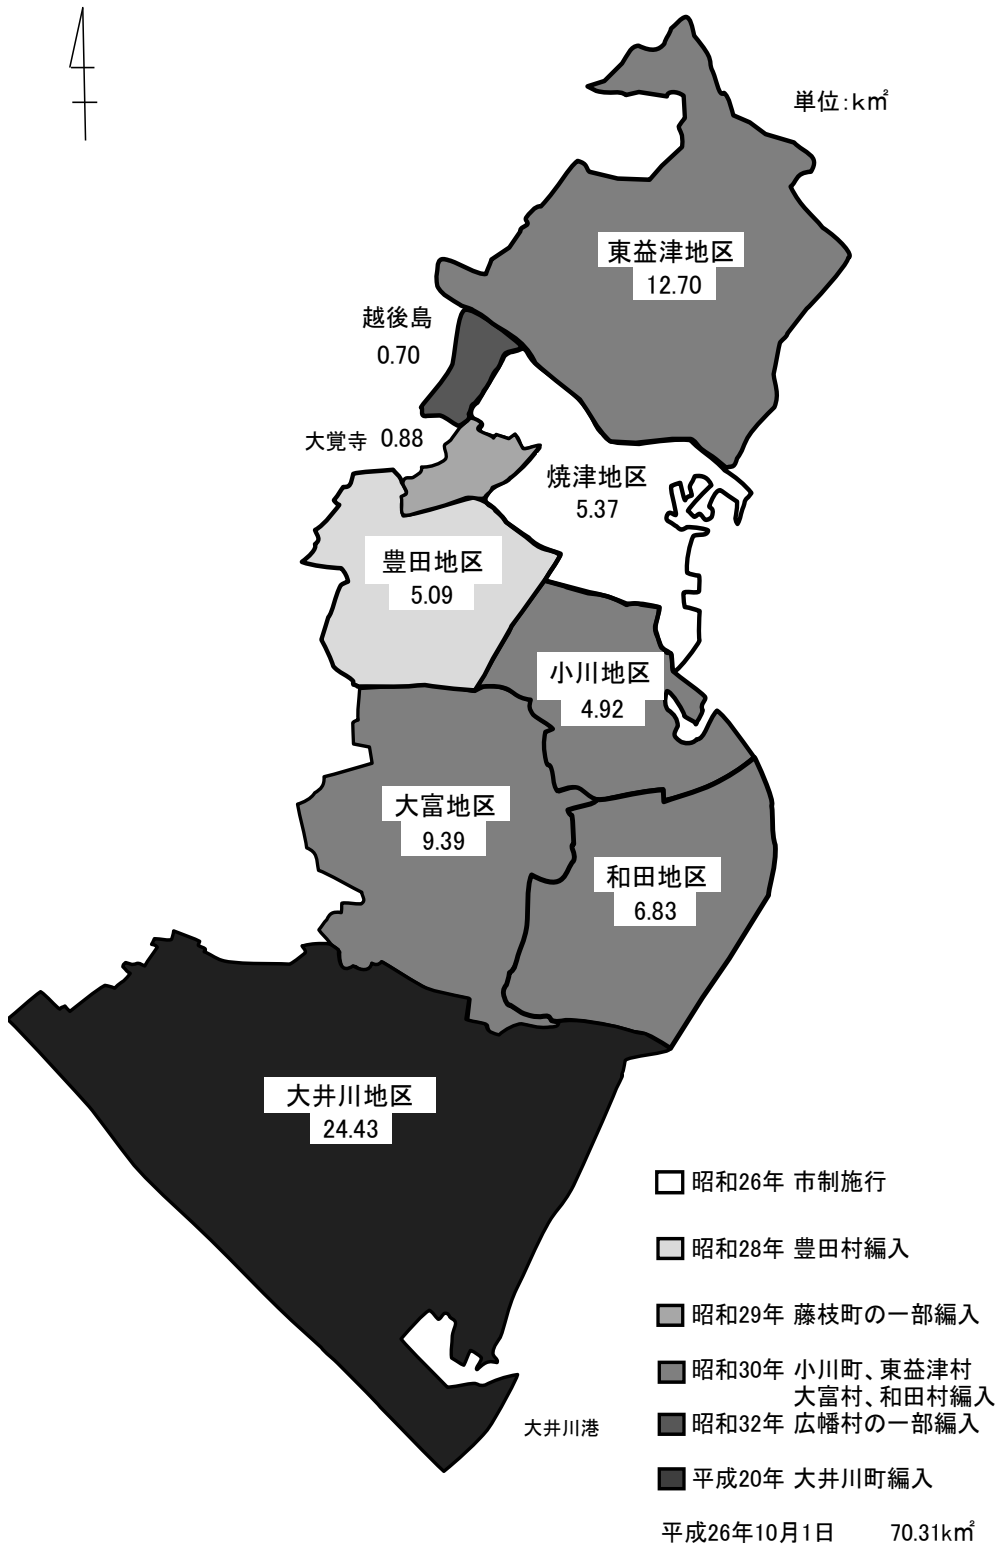 単位:k㎡
東益津地区
12.70
越後島
0.70
大覚寺 0.88
焼津地区
5.37
豊田地区
5.09
小川地区
4.92
大富地区
9.39
和田地区
6.83
大井川地区
24.43
昭和26年 市制施行
昭和28年 豊田村編入
昭和29年 藤枝町の一部編入
昭和30年 小川町、東益津村
大富村、和田村編入
昭和32年 広幡村の一部編入
大井川港
平成20年 大井川町編入
平成26年10月1日 70.31k㎡